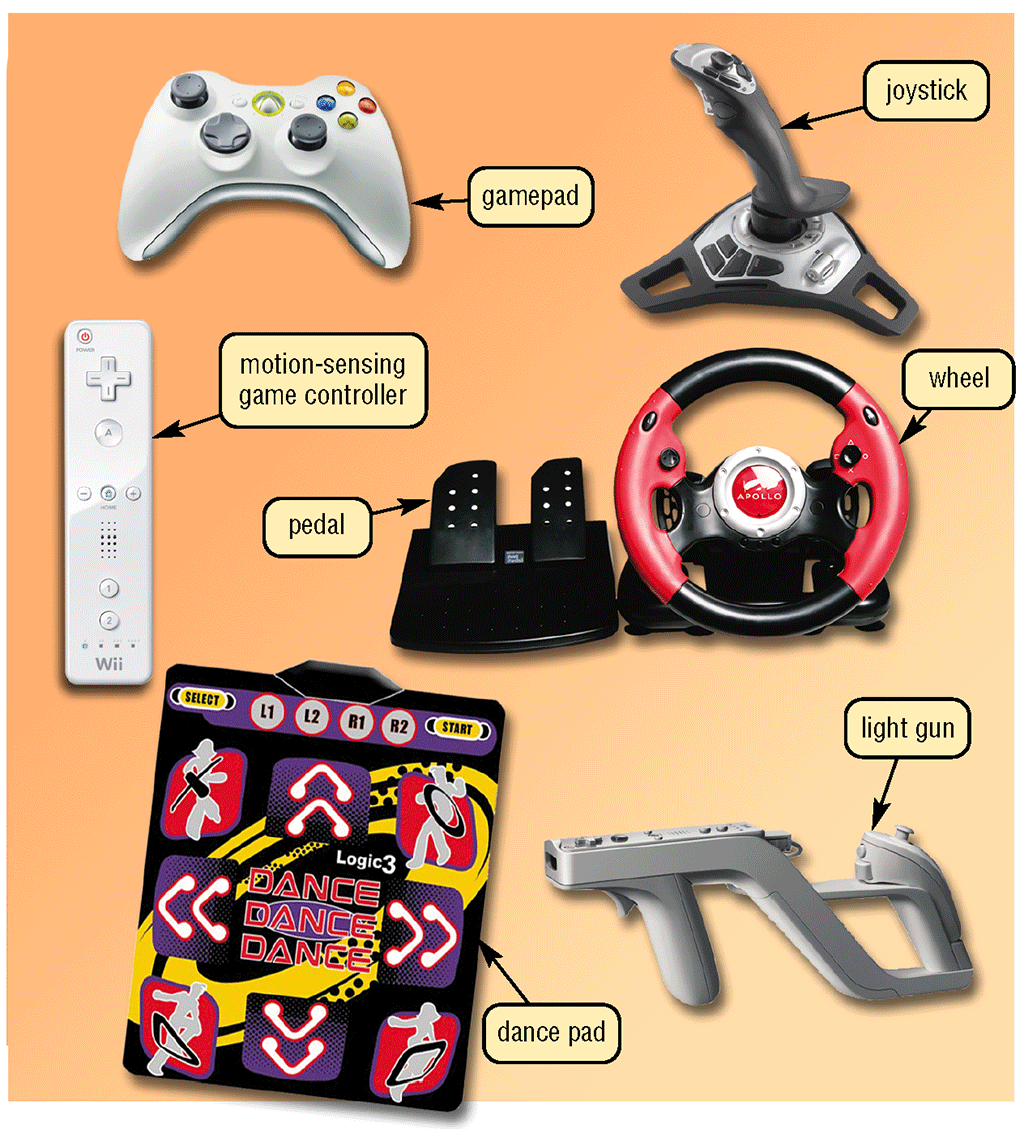 joystick
gamepad
motion-sensing
game controller
wheel
pedal
POWER
A
HOME
1
2
Wii
APOLLO
SELECT
L1
L2
R1
R2
START
light gun
Logic3
DANCE
DANCE
DANCE
dance pad